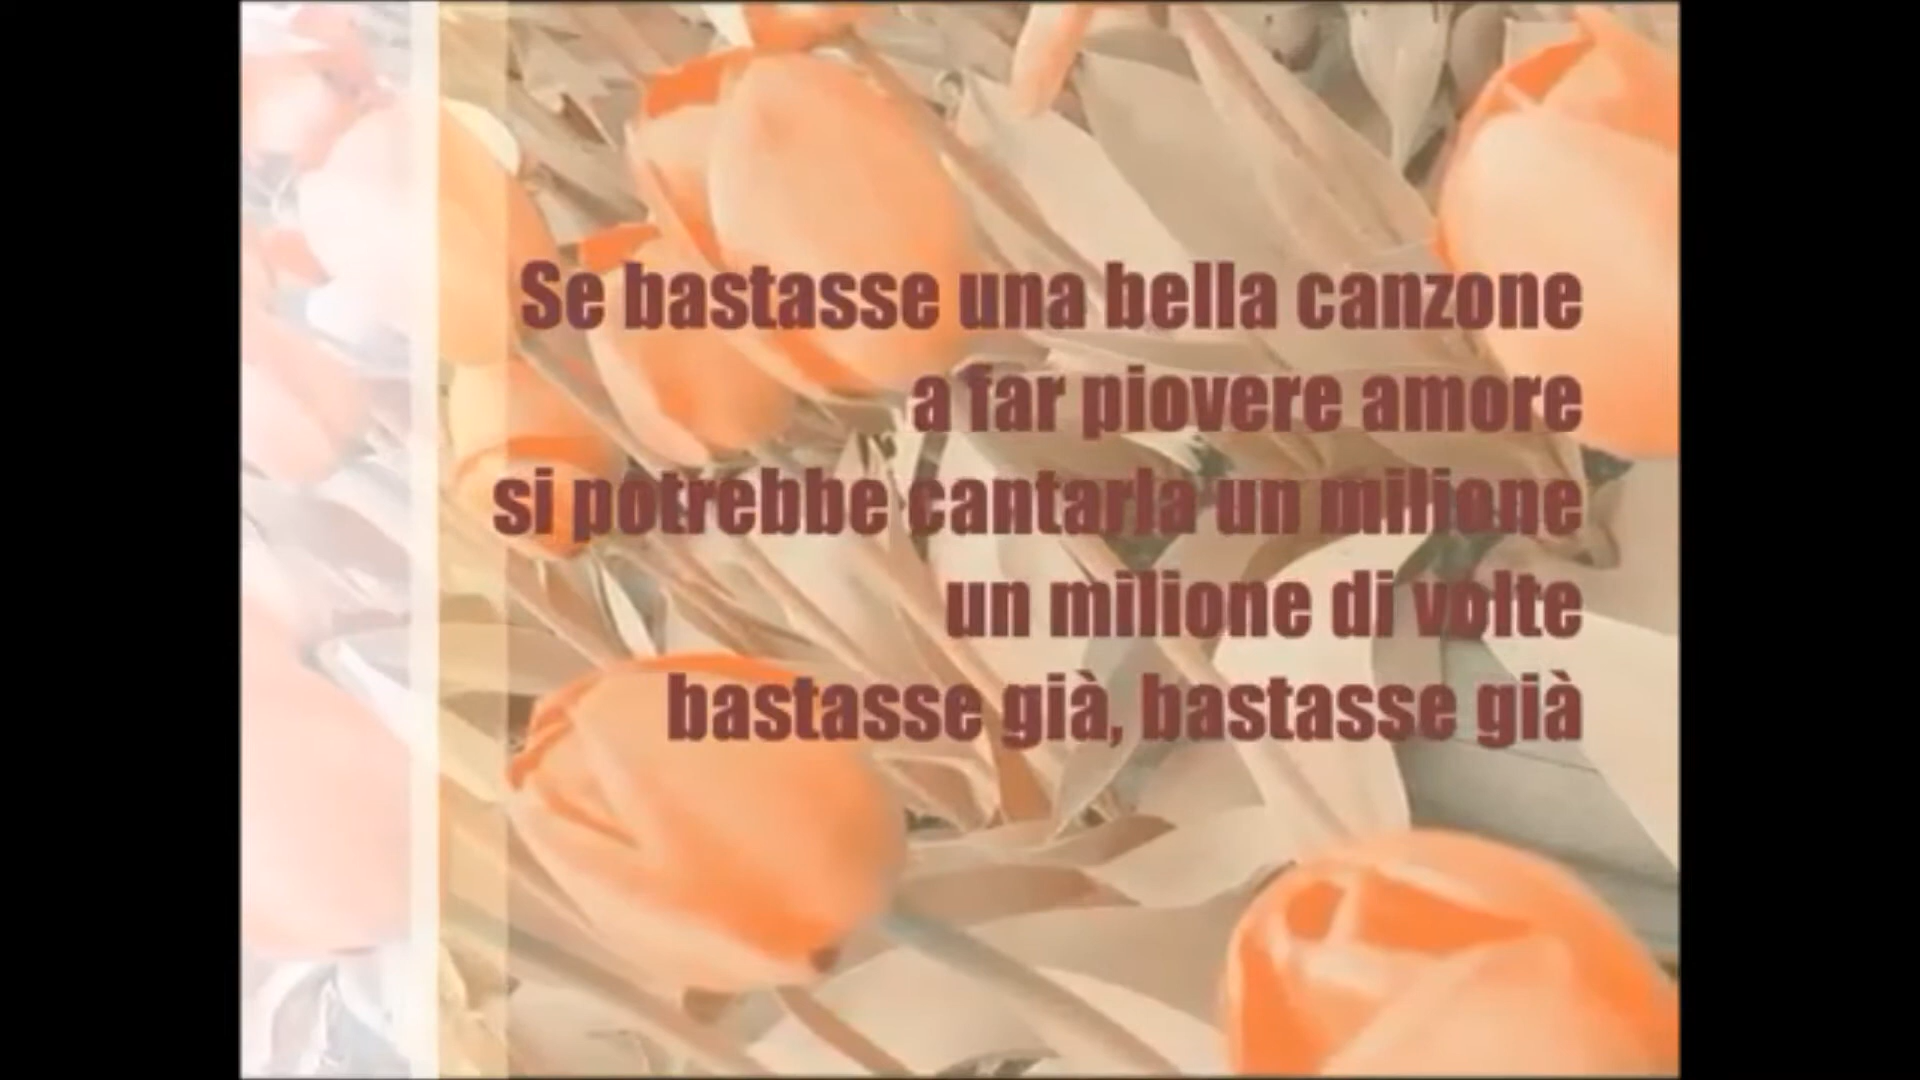 Se bastasse una bella canzone
a far piovere amore
si potrebbe cantarla un milione
un milione di volte
bastasse già, bastasse già